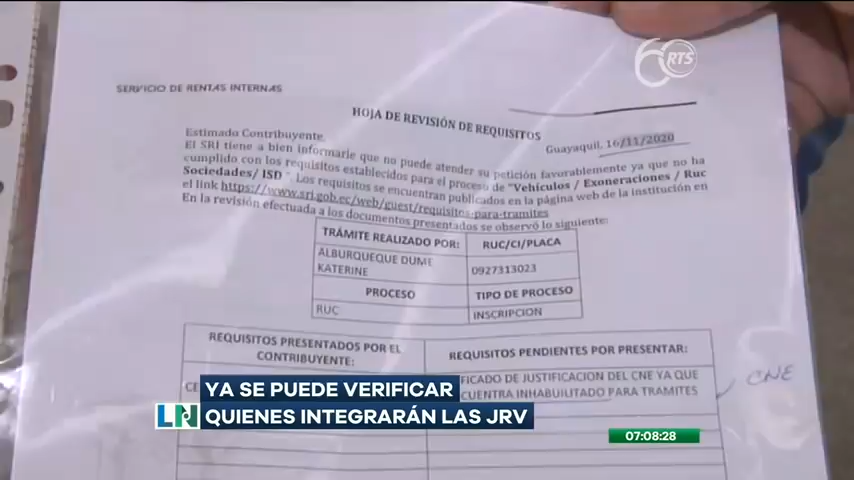 60 RTS
SERVICIO DE RENTAS INTERNAS
HOJA DE REVISIÓN DE REQUISITOS
Guayaquil, 16/11/2020
Estimado Contribuyente,
El SRI tiene a bien informarle que no puede atender su petición favorablemente ya que no ha
cumplido con los requisitos establecidos para el proceso de "Vehículos / Exoneraciones / Ruc
Sociedades/ ISD ". Los requisitos se encuentran publicados en la página web de la institución en
el link https://www.sri.gob.ec/web/guest/requisitos-para-tramites
En la revisión efectuada a los documentos presentados se observó lo siguiente:
TRÁMITE REALIZADO POR: RUC/CI/PLACA
ALBURQUEQUE DUME
KATERINE 0927313023
PROCESO TIPO DE PROCESO
RUC INSCRIPCION
REQUISITOS PRESENTADOS POR EL
CONTRIBUYENTE:
REQUISITOS PENDIENTES POR PRESENTAR:
CE
FICADO DE JUSTIFICACION DEL CNE YA QUE
CUENTRA INHABUILITADO PARA TRAMITES
CNE
YA SE PUEDE VERIFICAR
LN QUIENES INTEGRARÁN LAS JRV
07:08:28